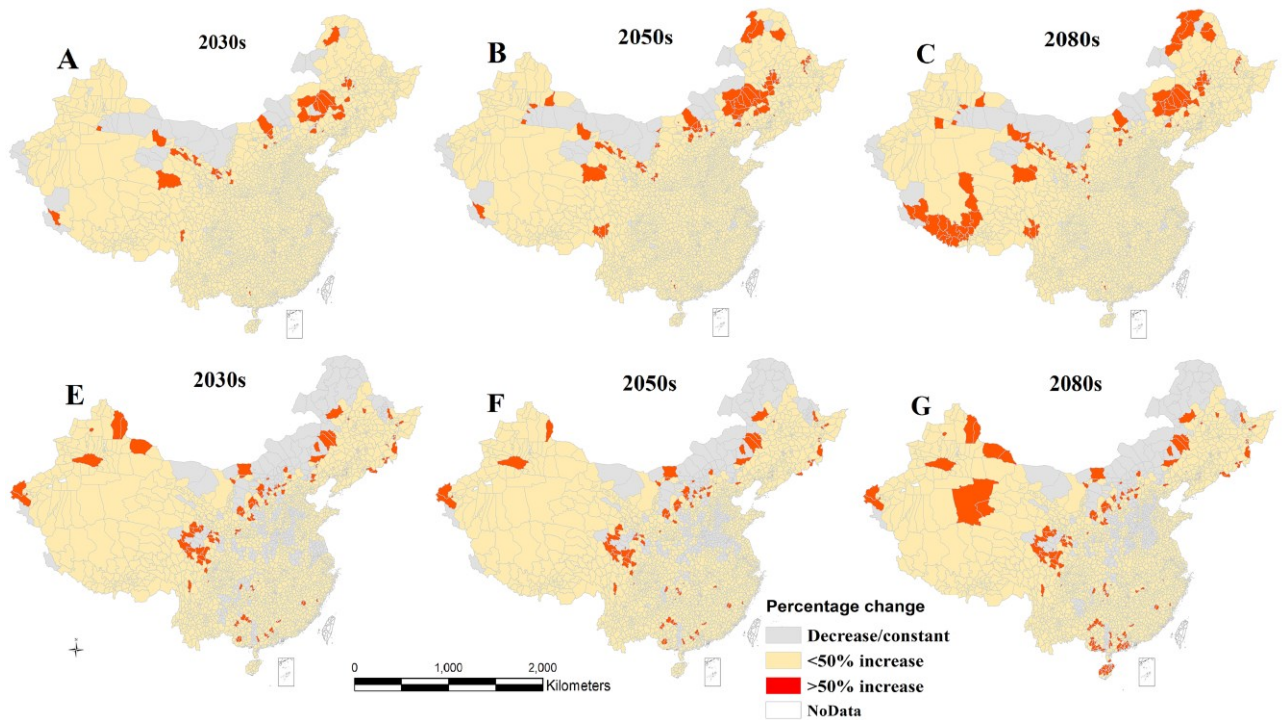 2030s
2050s
2080s
A
B
C
2030s
2050s
2080s
E
F
G
Percentage change
Decrease/constant
<50% increase
>50% increase
NoData
0 1,000 2,000
Kilometers